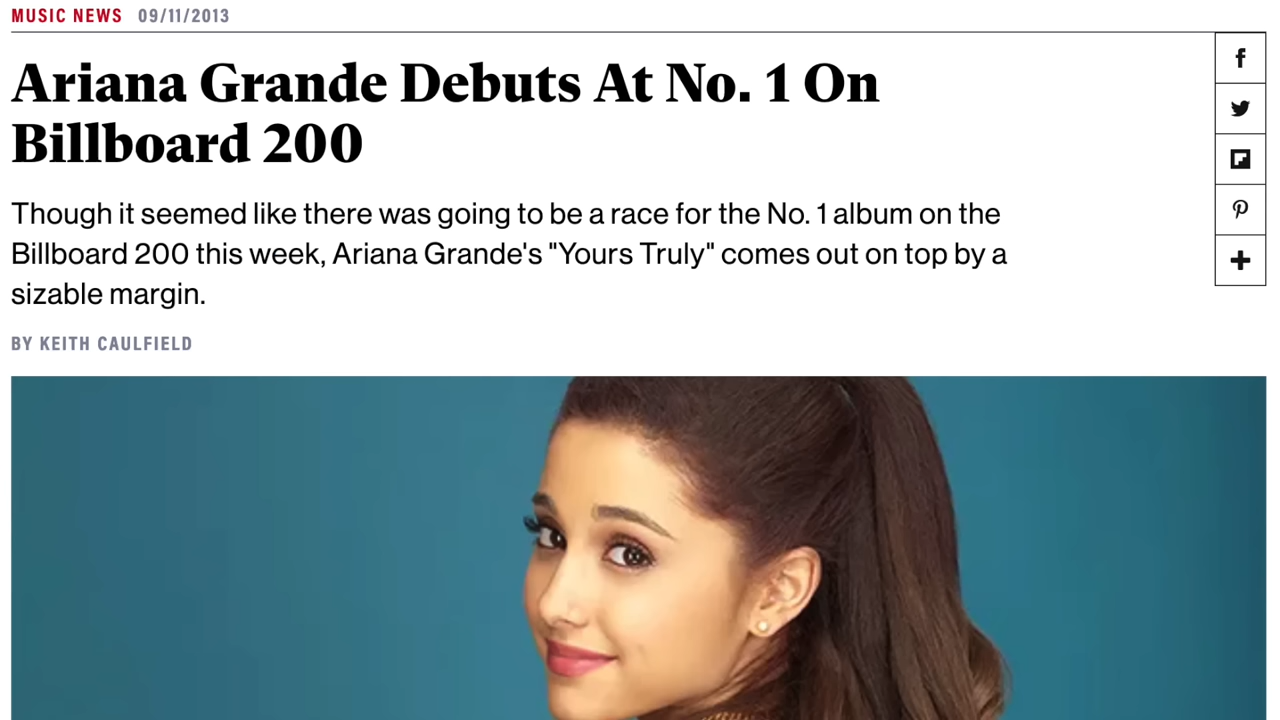 MUSIC NEWS 09/11/2013
Ariana Grande Debuts At No. 1 On
Billboard 200
Though it seemed like there was going to be a race for the No. 1 album on the
Billboard 200 this week, Ariana Grande's "Yours Truly" comes out on top by a
sizable margin.
BY KEITH CAULFIELD